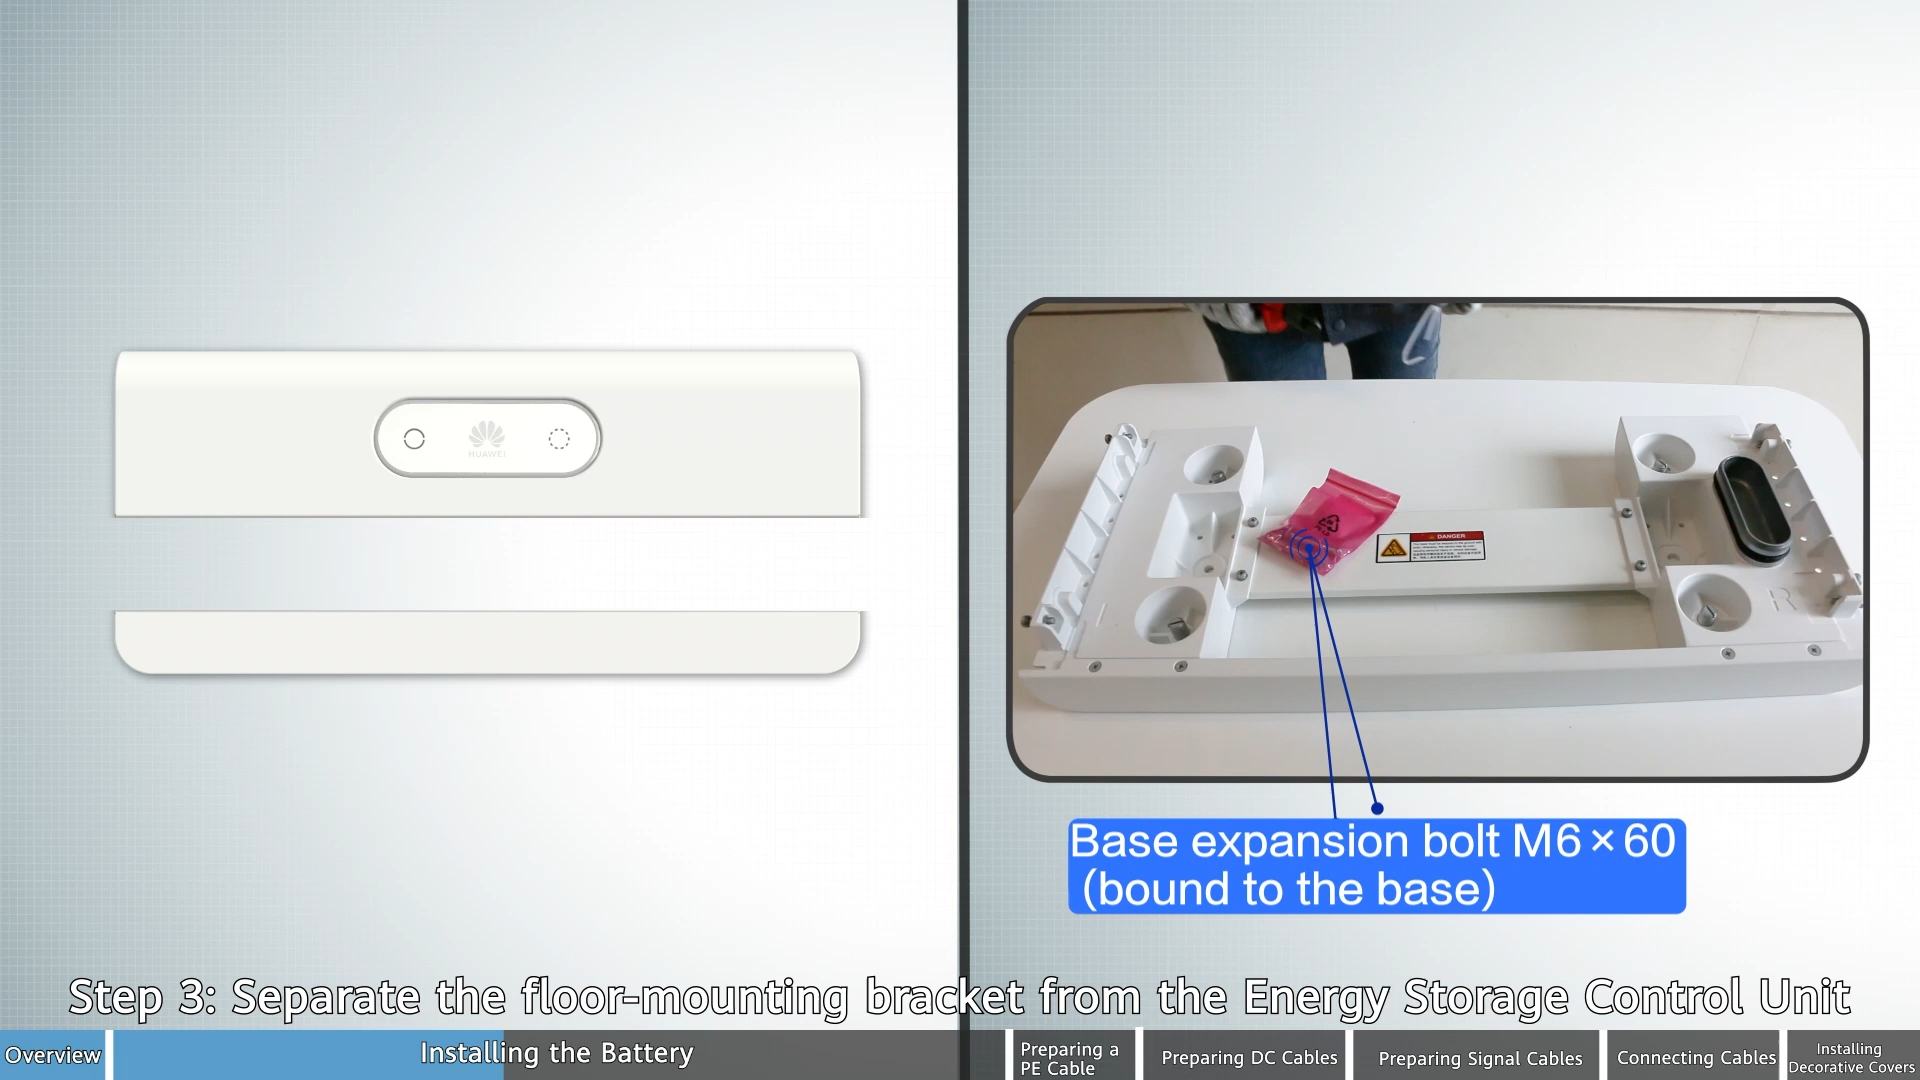 HUAWEI
DANGER
R
Base expansion bolt M6×60
(bound to the base)
Step 3: Separate the floor-mounting bracket from the Energy Storage Control Unit
Overview
Installing the Battery
Preparing a
PE Cable
Preparing DC Cables
Preparing Signal Cables
Connecting Cables
Installing
Decorative Covers